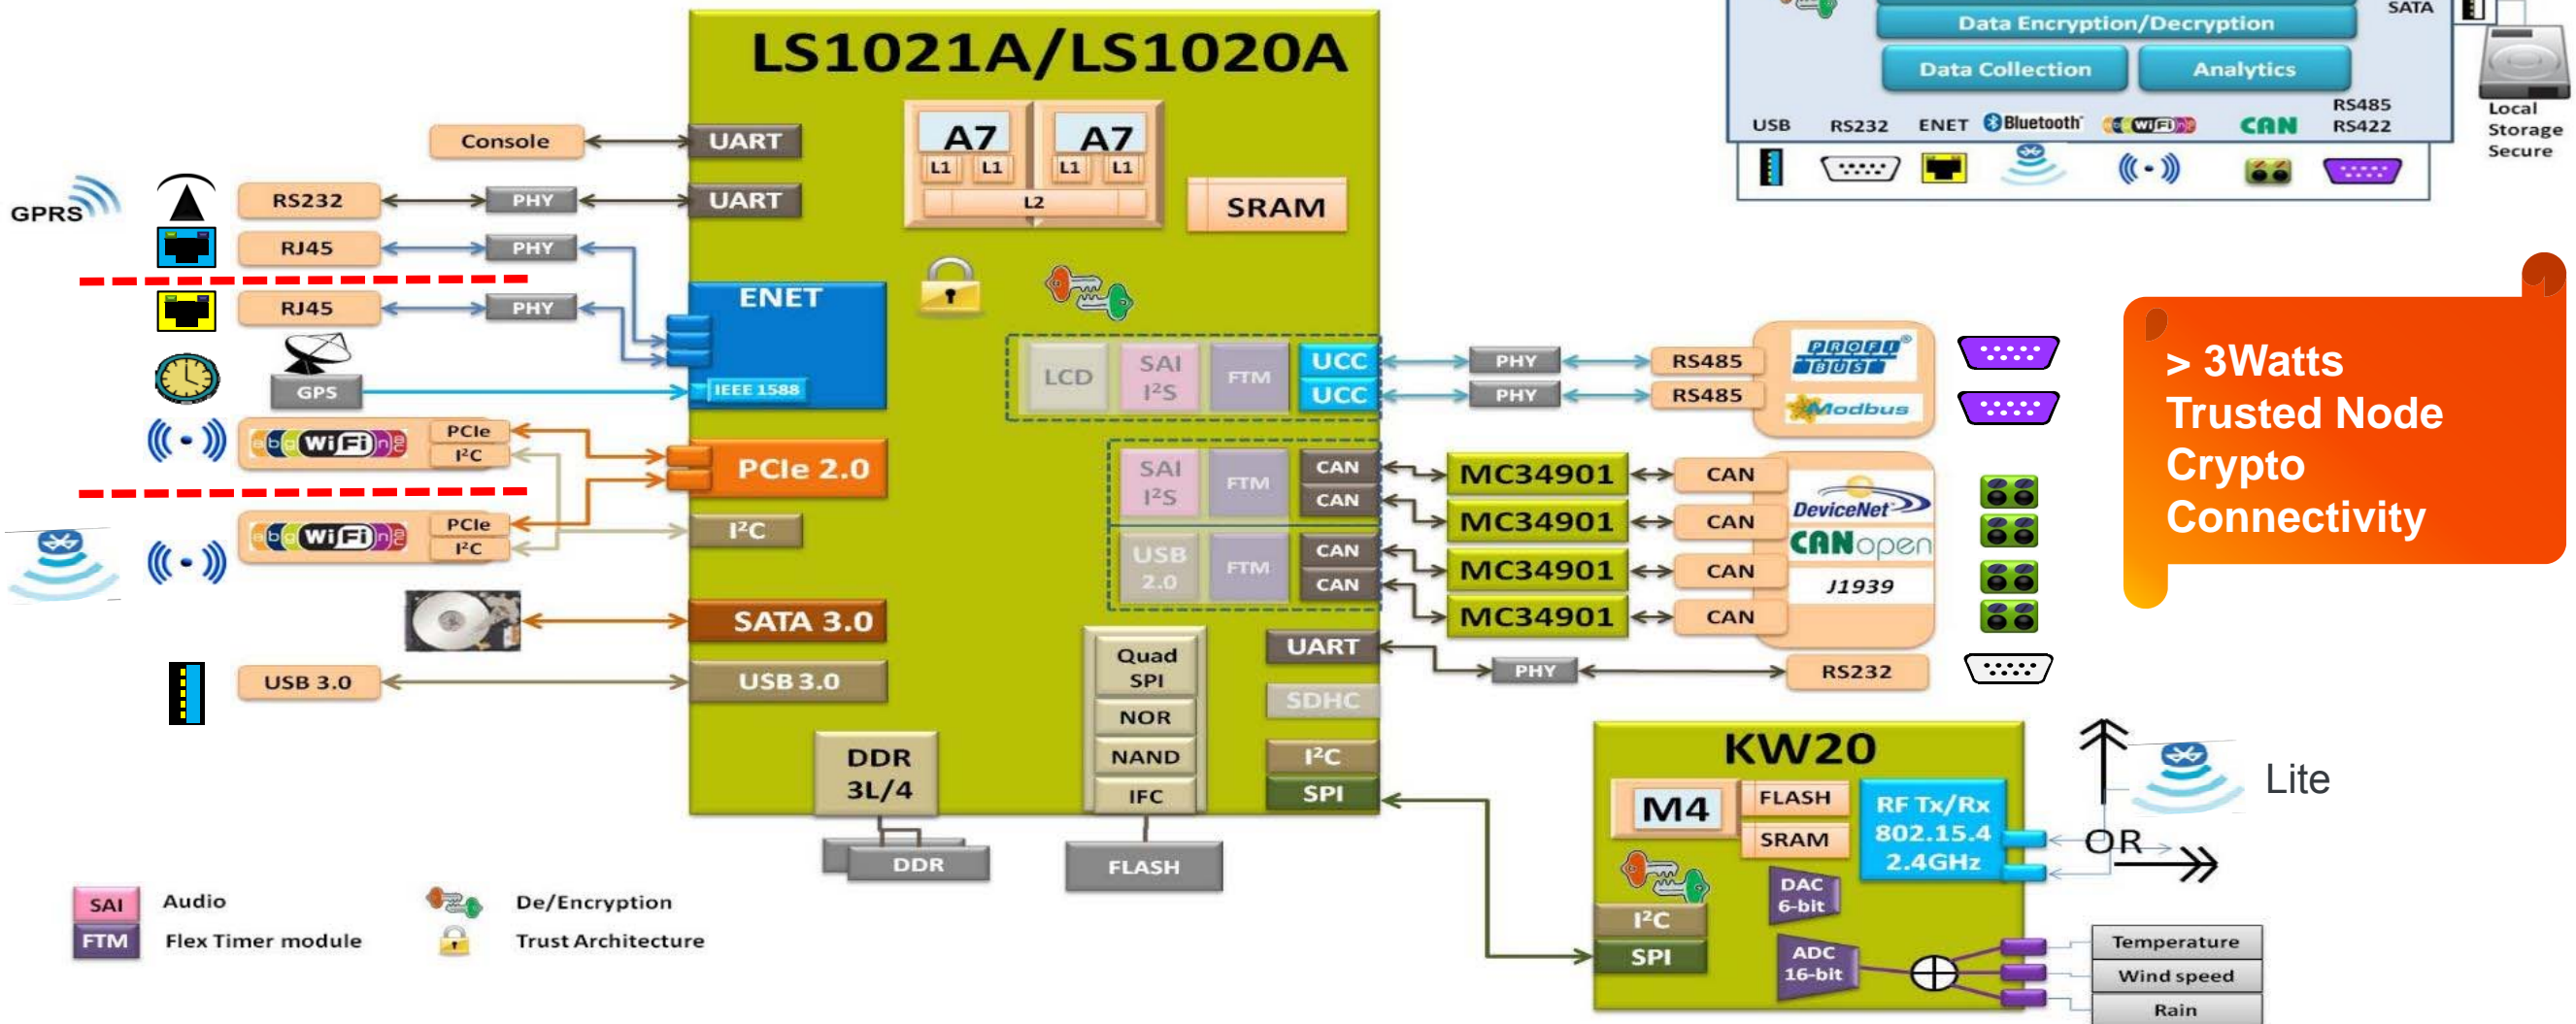 LS1021A/LS1020A
A7
A7
L1
L1
L1
L1
L2
SRAM
Console
UART
GPRS
RS232
PHY
UART
RJ45
PHY
RJ45
PHY
ENET
GPS
IEEE 1588
abg WiFi n
PCIe
I²C
PCIe 2.0
abg WiFi n
PCIe
I²C
I²C
SATA 3.0
USB 3.0
USB 3.0
LCD
SAI
I²S
FTM
UCC
UCC
PHY
RS485
PHY
RS485
PROFI
BUS
Modbus
SAI
I²S
FTM
CAN
CAN
USB
2.0
FTM
CAN
CAN
MC34901
CAN
MC34901
CAN
MC34901
CAN
MC34901
CAN
DeviceNet
CANopen
J1939
UART
PHY
RS232
SDHC
I²C
SPI
Quad
SPI
NOR
NAND
IFC
FLASH
DDR
3L/4
DDR
Data Encryption/Decryption
Data Collection
Analytics
SATA
USB
RS232
ENET
Bluetooth
WiFi
CAN
RS485
RS422
Local
Storage
Secure
> 3Watts
Trusted Node
Crypto
Connectivity
KW20
M4
FLASH
SRAM
RF Tx/Rx
802.15.4
2.4GHz
DAC
6-bit
I²C
SPI
ADC
16-bit
OR
Lite
Temperature
Wind speed
Rain
SAI
Audio
De/Encryption
FTM
Flex Timer module
Trust Architecture